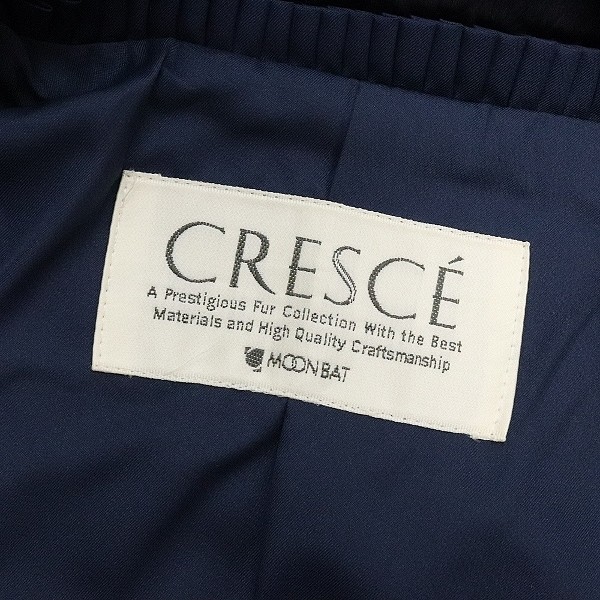 CRESCÉ
A Prestigious Fur Collection With the Best
Materials and High Quality Craftsmanship
MOONBAT